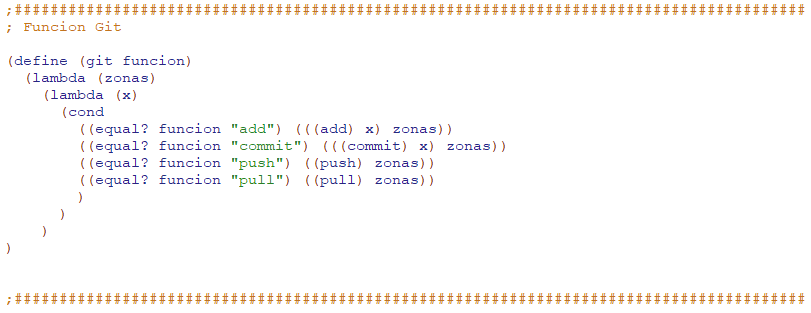 ;########################################################################################
; Funcion Git
(define (git funcion)
  (lambda (zonas)
    (lambda (x)
      (cond
        ((equal? funcion "add") (((add) x) zonas))
        ((equal? funcion "commit") (((commit) x) zonas))
        ((equal? funcion "push") ((push) zonas))
        ((equal? funcion "pull") ((pull) zonas))
        )
      )
    )
)
;########################################################################################